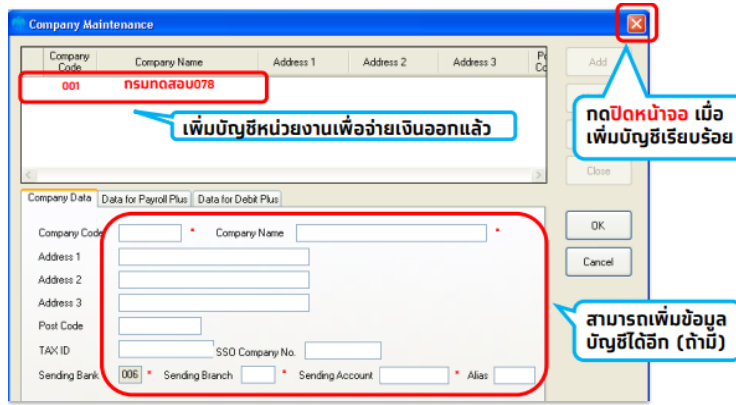 Company Maintenance
Company Code Company Name Address 1 Address 2 Address 3
Add
001 กรมทดสอบ078
เพิ่มบัญชีหน่วยงานเพื่อจ่ายเงินออกแล้ว
กดปิดหน้าจอ เมื่อ
เพิ่มบัญชีเรียบร้อย
Close
Company Data Data for Payroll Plus Data for Debit Plus
Company Code * Company Name *
OK
Address 1
Cancel
Address 2
Address 3
สามารถเพิ่มข้อมูล
บัญชีได้อีก (ถ้ามี)
Post Code
TAX ID SSO Company No.
Sending Bank 006 * Sending Branch * Sending Account * Alias